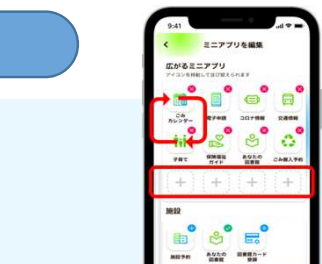 9:41
ミニアプリを編集
広がるミニアプリ
アイコンを移動して並び替えられます
ごみ
カレンダー
電子申請
コロナ情報
交通情報
子育て
保険福祉
ガイド
あなたの
図書館
ごみ搬入予約
施設
施設予約
あなたの
図書館
図書館カード
登録